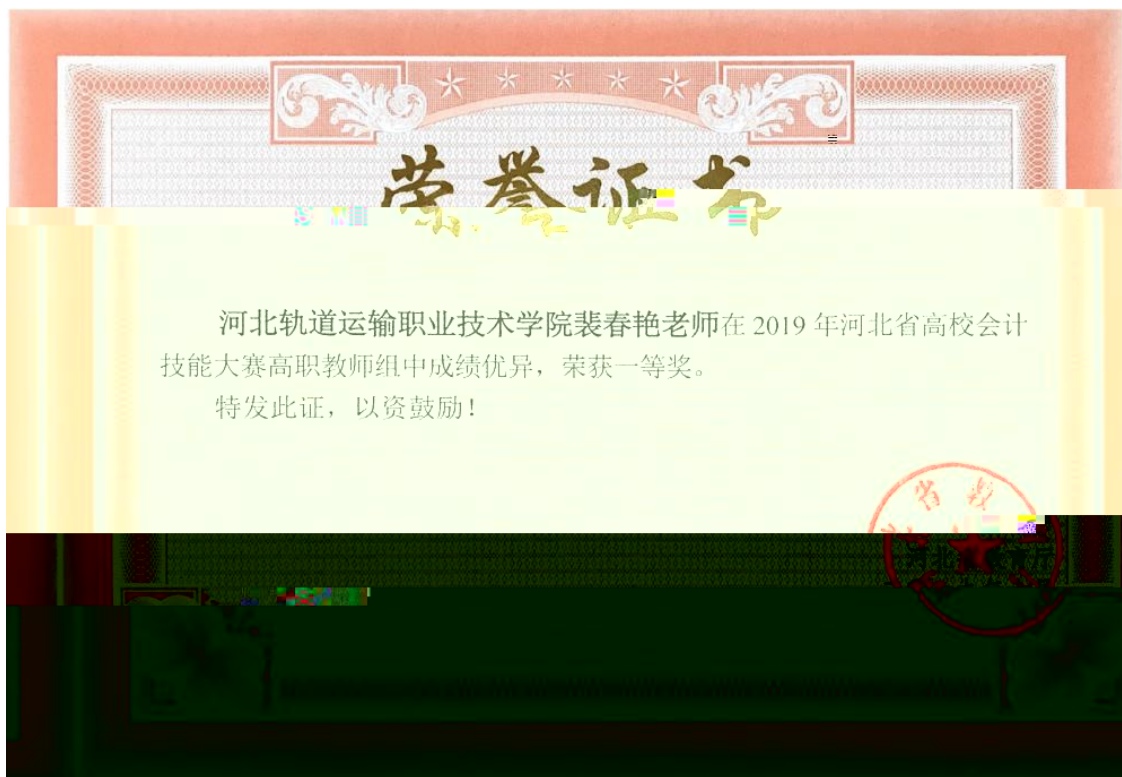 荣誉证书
河北轨道运输职业技术学院裴春艳老师在 2019 年河北省高校会计
技能大赛高职教师组中成绩优异，荣获一等奖。
特发此证，以资鼓励！
省教